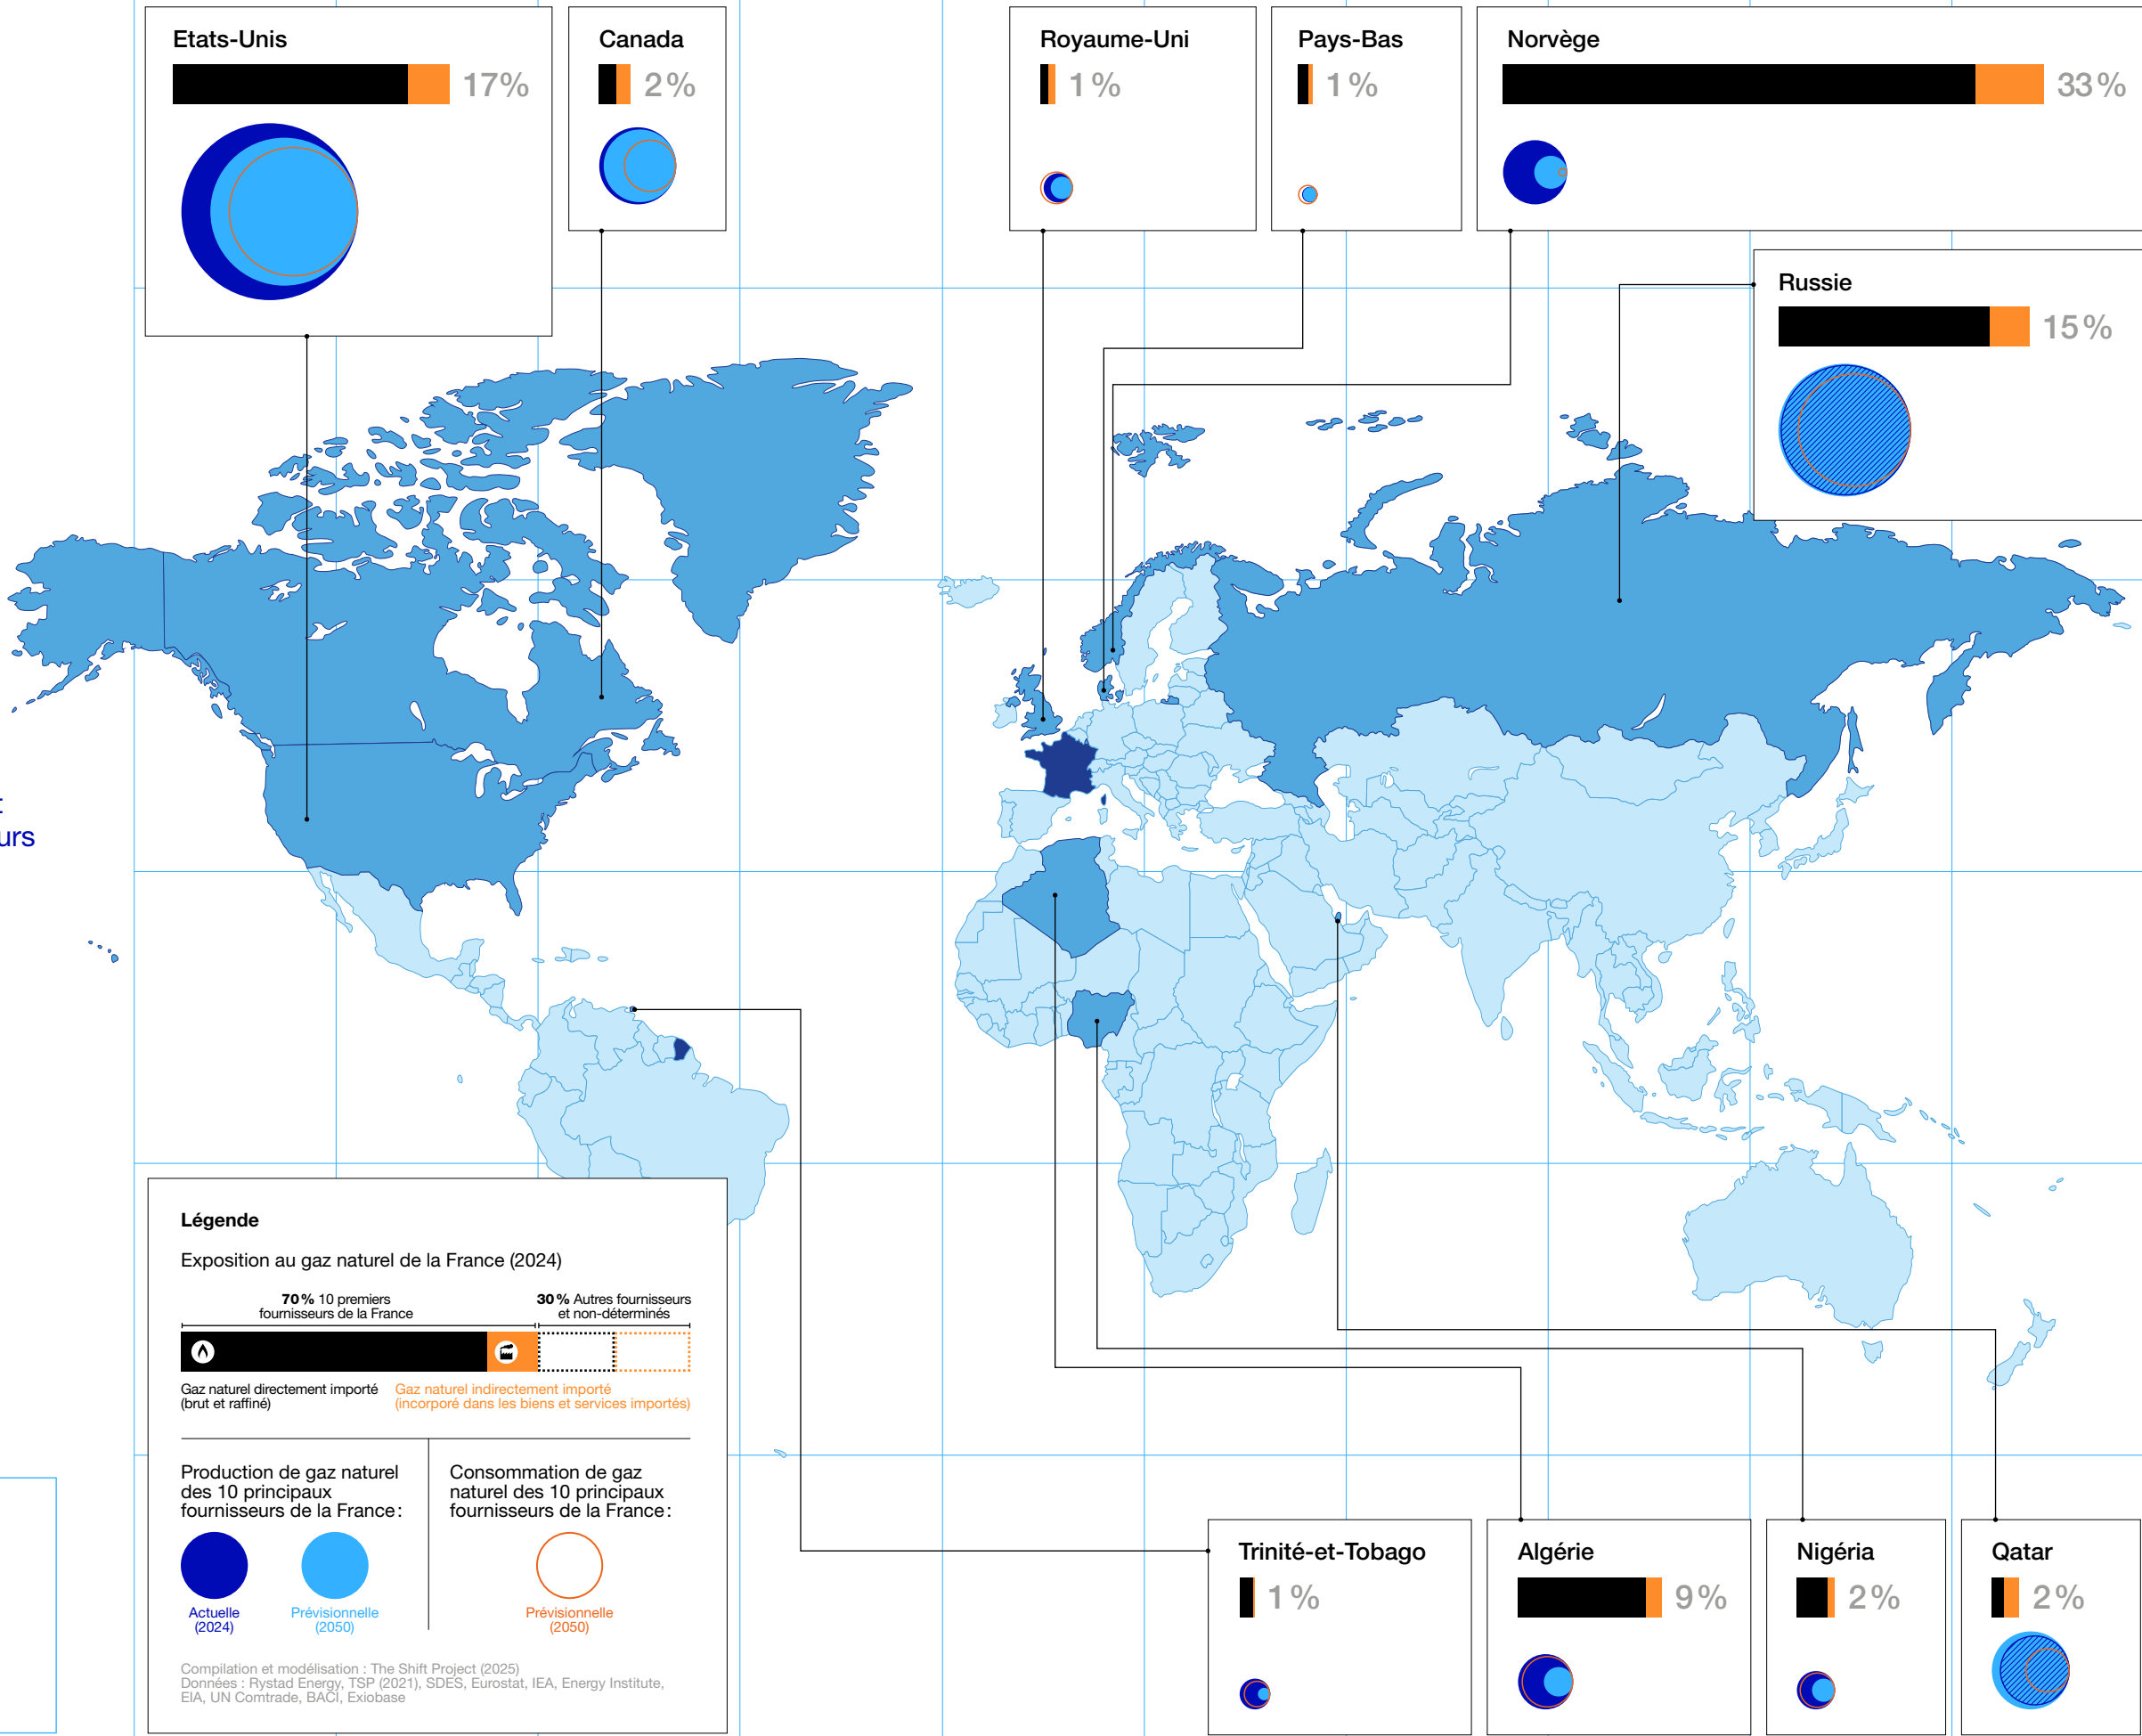 Etats-Unis
17%
Canada
2%
Royaume-Uni
1%
Pays-Bas
1%
Norvège
33%
Russie
15%
urs
Légende
Exposition au gaz naturel de la France (2024)
70% 10 premiers
fournisseurs de la France
30% Autres fournisseurs
et non-déterminés
Gaz naturel directement importé
(brut et raffiné)
Gaz naturel indirectement importé
(incorporé dans les biens et services importés)
Production de gaz naturel
des 10 principaux
fournisseurs de la France :
Actuelle
(2024)
Prévisionnelle
(2050)
Consommation de gaz
naturel des 10 principaux
fournisseurs de la France :
Prévisionnelle
(2050)
Compilation et modélisation : The Shift Project (2025)
Données : Rystad Energy, TSP (2021), SDES, Eurostat, IEA, Energy Institute,
EIA, UN Comtrade, BACI, Exiobase
Trinité-et-Tobago
1%
Algérie
9%
Nigéria
2%
Qatar
2%